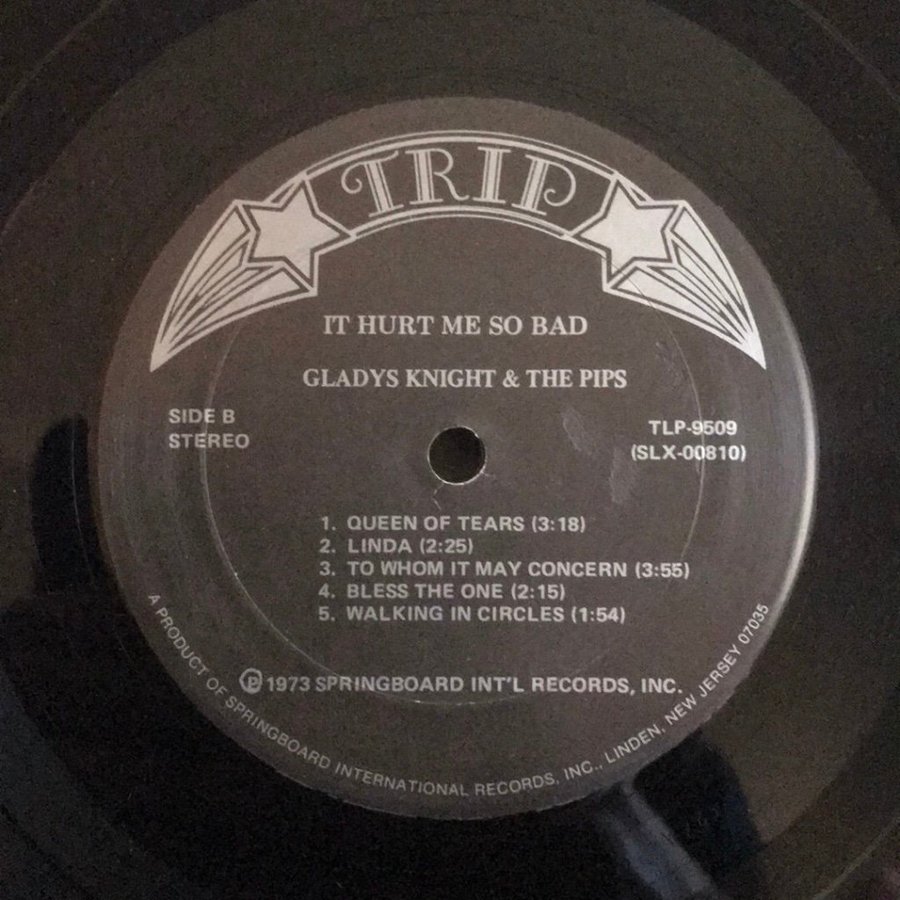 TRIP
IT HURT ME SO BAD
GLADYS KNIGHT & THE PIPS
SIDE B
STEREO
TLP-9509
(SLX-00810)
1. QUEEN OF TEARS (3:18)
2. LINDA (2:25)
3. TO WHOM IT MAY CONCERN (3:55)
4. BLESS THE ONE (2:15)
5. WALKING IN CIRCLES (1:54)
Ⓟ 1973 SPRINGBOARD INT'L RECORDS, INC.
A PRODUCT OF SPRINGBOARD INTERNATIONAL RECORDS, INC., LINDEN, NEW JERSEY 07035